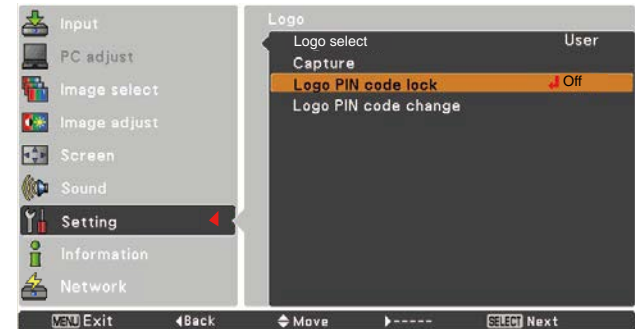 Input
PC adjust
Image select
Image adjust
Screen
Sound
Setting
Information
Network
Logo
Logo select User
Capture
Logo PIN code lock Off
Logo PIN code change
MENU Exit Back Move ----- SELECT Next